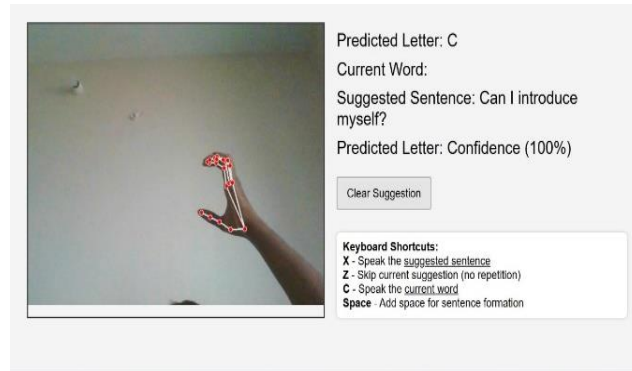 Predicted Letter: C
Current Word:
Suggested Sentence: Can I introduce
myself?
Predicted Letter: Confidence (100%)
Clear Suggestion
Keyboard Shortcuts:
X - Speak the suggested sentence
Z - Skip current suggestion (no repetition)
C - Speak the current word
Space - Add space for sentence formation